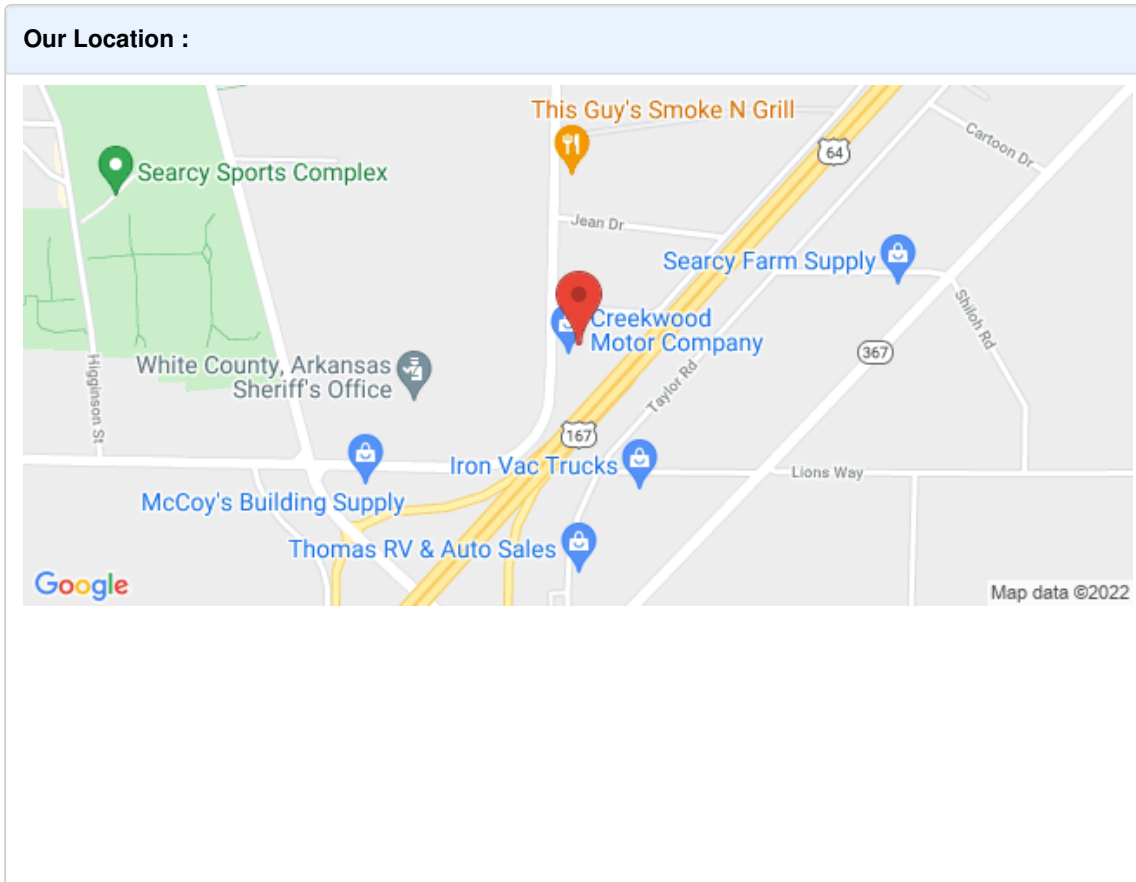 Our Location :
This Guy's Smoke N Grill
64
Cartoon Dr
Searcy Sports Complex
Jean Dr
Searcy Farm Supply
Shiloh Rd
Creekwood
Motor Company
367
White County, Arkansas
Sheriff's Office
Higginson St
Taylor Rd
167
Iron Vac Trucks
Lions Way
McCoy's Building Supply
Thomas RV & Auto Sales
Google
Map data ©2022